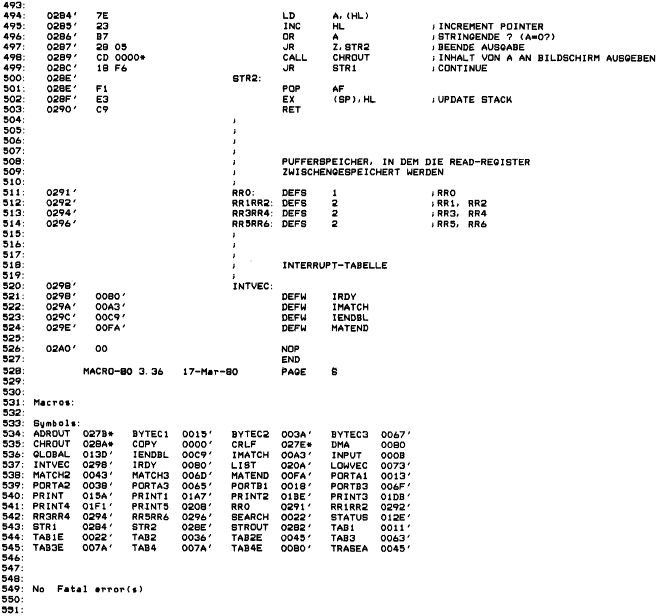 493:
494: 0284' 7E LD A,(HL)
495: 0285' 23 INC HL ;INCREMENT POINTER
496: 0286' B7 OR A ;STRINGENDE ? (A=0?)
497: 0287' 28 05 JR Z,STR2 ;BEENDE AUSGABE
498: 0289' CD 0000* CALL CHROUT ;INHALT VON A AN BILDSCHIRM AUSGEBEN
499: 028C' 18 F6 JR STR1 ;CONTINUE
500: 028E' STR2:
501: 028E' F1 POP AF
502: 028F' E3 EX (SP),HL ;UPDATE STACK
503: 0290' C9 RET
504: ;
505: ;
506: ;
507: ;
508: ; PUFFERSPEICHER, IN DEM DIE READ-REGISTER
509: ; ZWISCHENGESPEICHERT WERDEN
510: ;
511: 0291' RR0: DEFS 1 ;RR0
512: 0292' RR1RR2: DEFS 2 ;RR1, RR2
513: 0294' RR3RR4: DEFS 2 ;RR3, RR4
514: 0296' RR5RR6: DEFS 2 ;RR5, RR6
515: ;
516: ;
517: ;
518: ; INTERRUPT-TABELLE
519: ;
520: 0298' INTVEC:
521: 0298' 0080' DEFW IRDY
522: 029A' 00A3' DEFW IMATCH
523: 029C' 00C9' DEFW IENDBL
524: 029E' 00FA' DEFW MATEND
525:
526: 02A0' 00 NOP
527: END
528: MACRO-80 3.36 17-Mar-80 PAGE S
529:
530:
531: Macros:
532:
533: Symbols:
534: ADROUT 027B* BYTEC1 0015' BYTEC2 003A' BYTEC3 0067'
535: CHROUT 028A* COPY 0000' CRLF 027E* DMA 0080
536: GLOBAL 013D' IENDBL 00C9' IMATCH 00A3' INPUT 000B
537: INTVEC 0298' IRDY 0080' LIST 020A' LOWVEC 0073'
538: MATCH2 0043' MATCH3 006D' MATEND 00FA' PORTA1 0013'
539: PORTA2 0038' PORTA3 0065' PORTB1 0018' PORTB3 006F'
540: PRINT 015A' PRINT1 01A7' PRINT2 01BE' PRINT3 01DB'
541: PRINT4 01F1' PRINT5 0208' RR0 0291' RR1RR2 0292'
542: RR3RR4 0294' RR5RR6 0296' SEARCH 0022' STATUS 012E'
543: STR1 0284' STR2 028E' STROUT 0282' TAB1 0011'
544: TAB1E 0022' TAB2 0036' TAB2E 0045' TAB3 0063'
545: TAB3E 007A' TAB4 007A' TAB4E 0080' TRASEA 0045'
546:
547:
548:
549: No Fatal error(s)
550:
551: